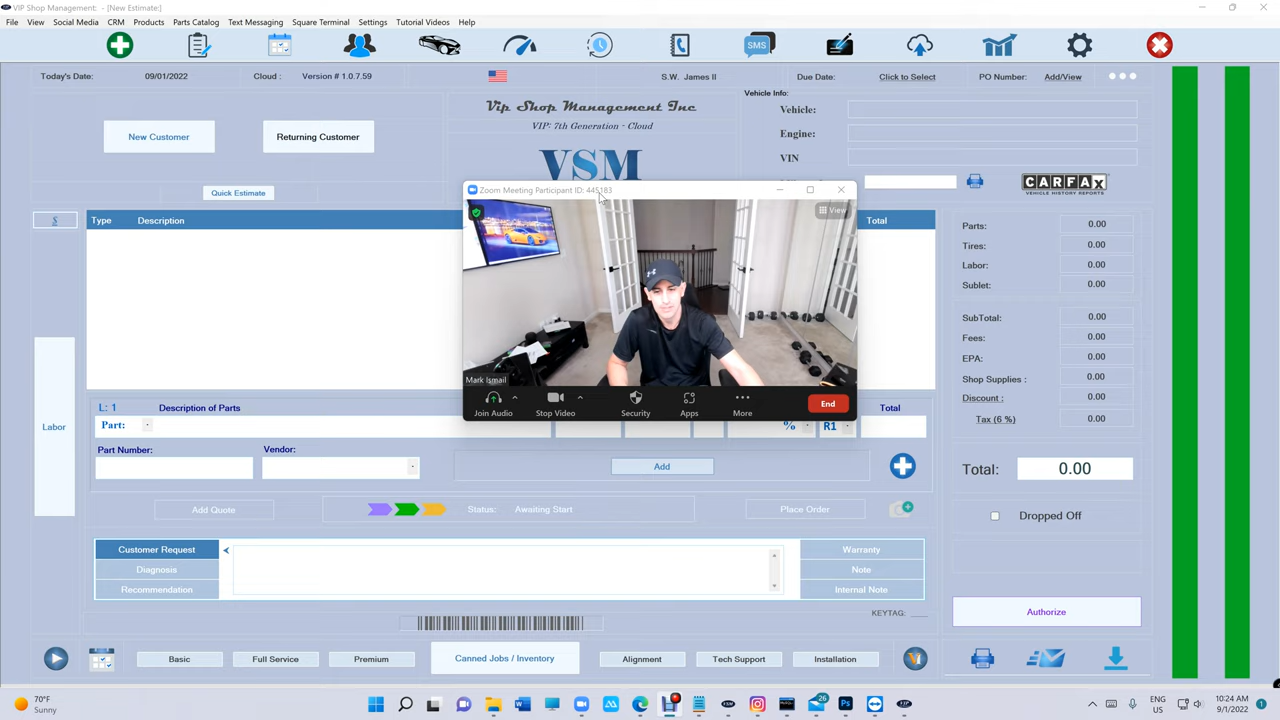 VIP Shop Management: - [New Estimate:]
File View Social Media CRM Products Parts Catalog Text Messaging Square Terminal Settings Tutorial Videos Help
SMS
Today's Date: 09/01/2022 Cloud : Version # 1.0.7.59 S.W. James II Due Date: Click to Select PO Number: Add/View
Vip Shop Management Inc
VIP: 7th Generation - Cloud
VSM
Vehicle Info:
Vehicle:
Engine:
VIN
CARFAX
VEHICLE HISTORY REPORTS
New Customer Returning Customer
Quick Estimate
Zoom Meeting Participant ID: 445183
View
Mark Ismail
Join Audio Stop Video Security Apps More End
$ Type Description Total
Parts: 0.00
Tires: 0.00
Labor: 0.00
Sublet: 0.00
SubTotal: 0.00
Fees: 0.00
EPA: 0.00
Shop Supplies : 0.00
Discount : 0.00
Tax (6 %) 0.00
Total: 0.00
Labor
L: 1 Description of Parts Total
Part: % R1
Part Number: Vendor:
Add
Add Quote Status: Awaiting Start Place Order
Dropped Off
Customer Request
Diagnosis
Recommendation
Warranty
Note
Internal Note
KEYTAG: ___
Authorize
Basic Full Service Premium Canned Jobs / Inventory Alignment Tech Support Installation
70°F
Sunny
26
ENG
US
10:24 AM
9/1/2022